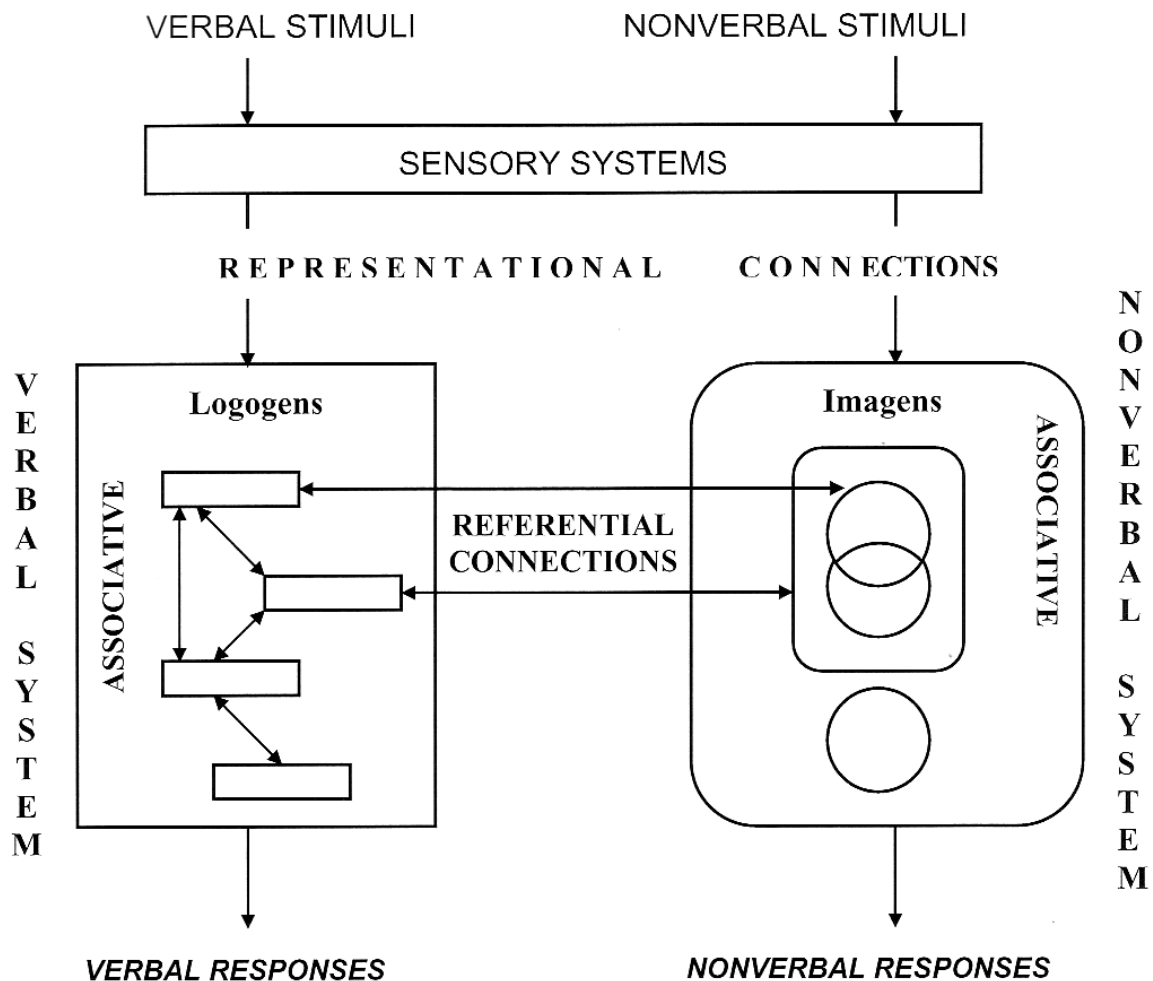 VERBAL STIMULI
NONVERBAL STIMULI
SENSORY SYSTEMS
REPRESENTATIONAL CONNECTIONS
VERBAL SYSTEM
Logogens
ASSOCIATIVE
REFERENTIAL
CONNECTIONS
Imagens
ASSOCIATIVE
NONVERBAL SYSTEM
VERBAL RESPONSES
NONVERBAL RESPONSES